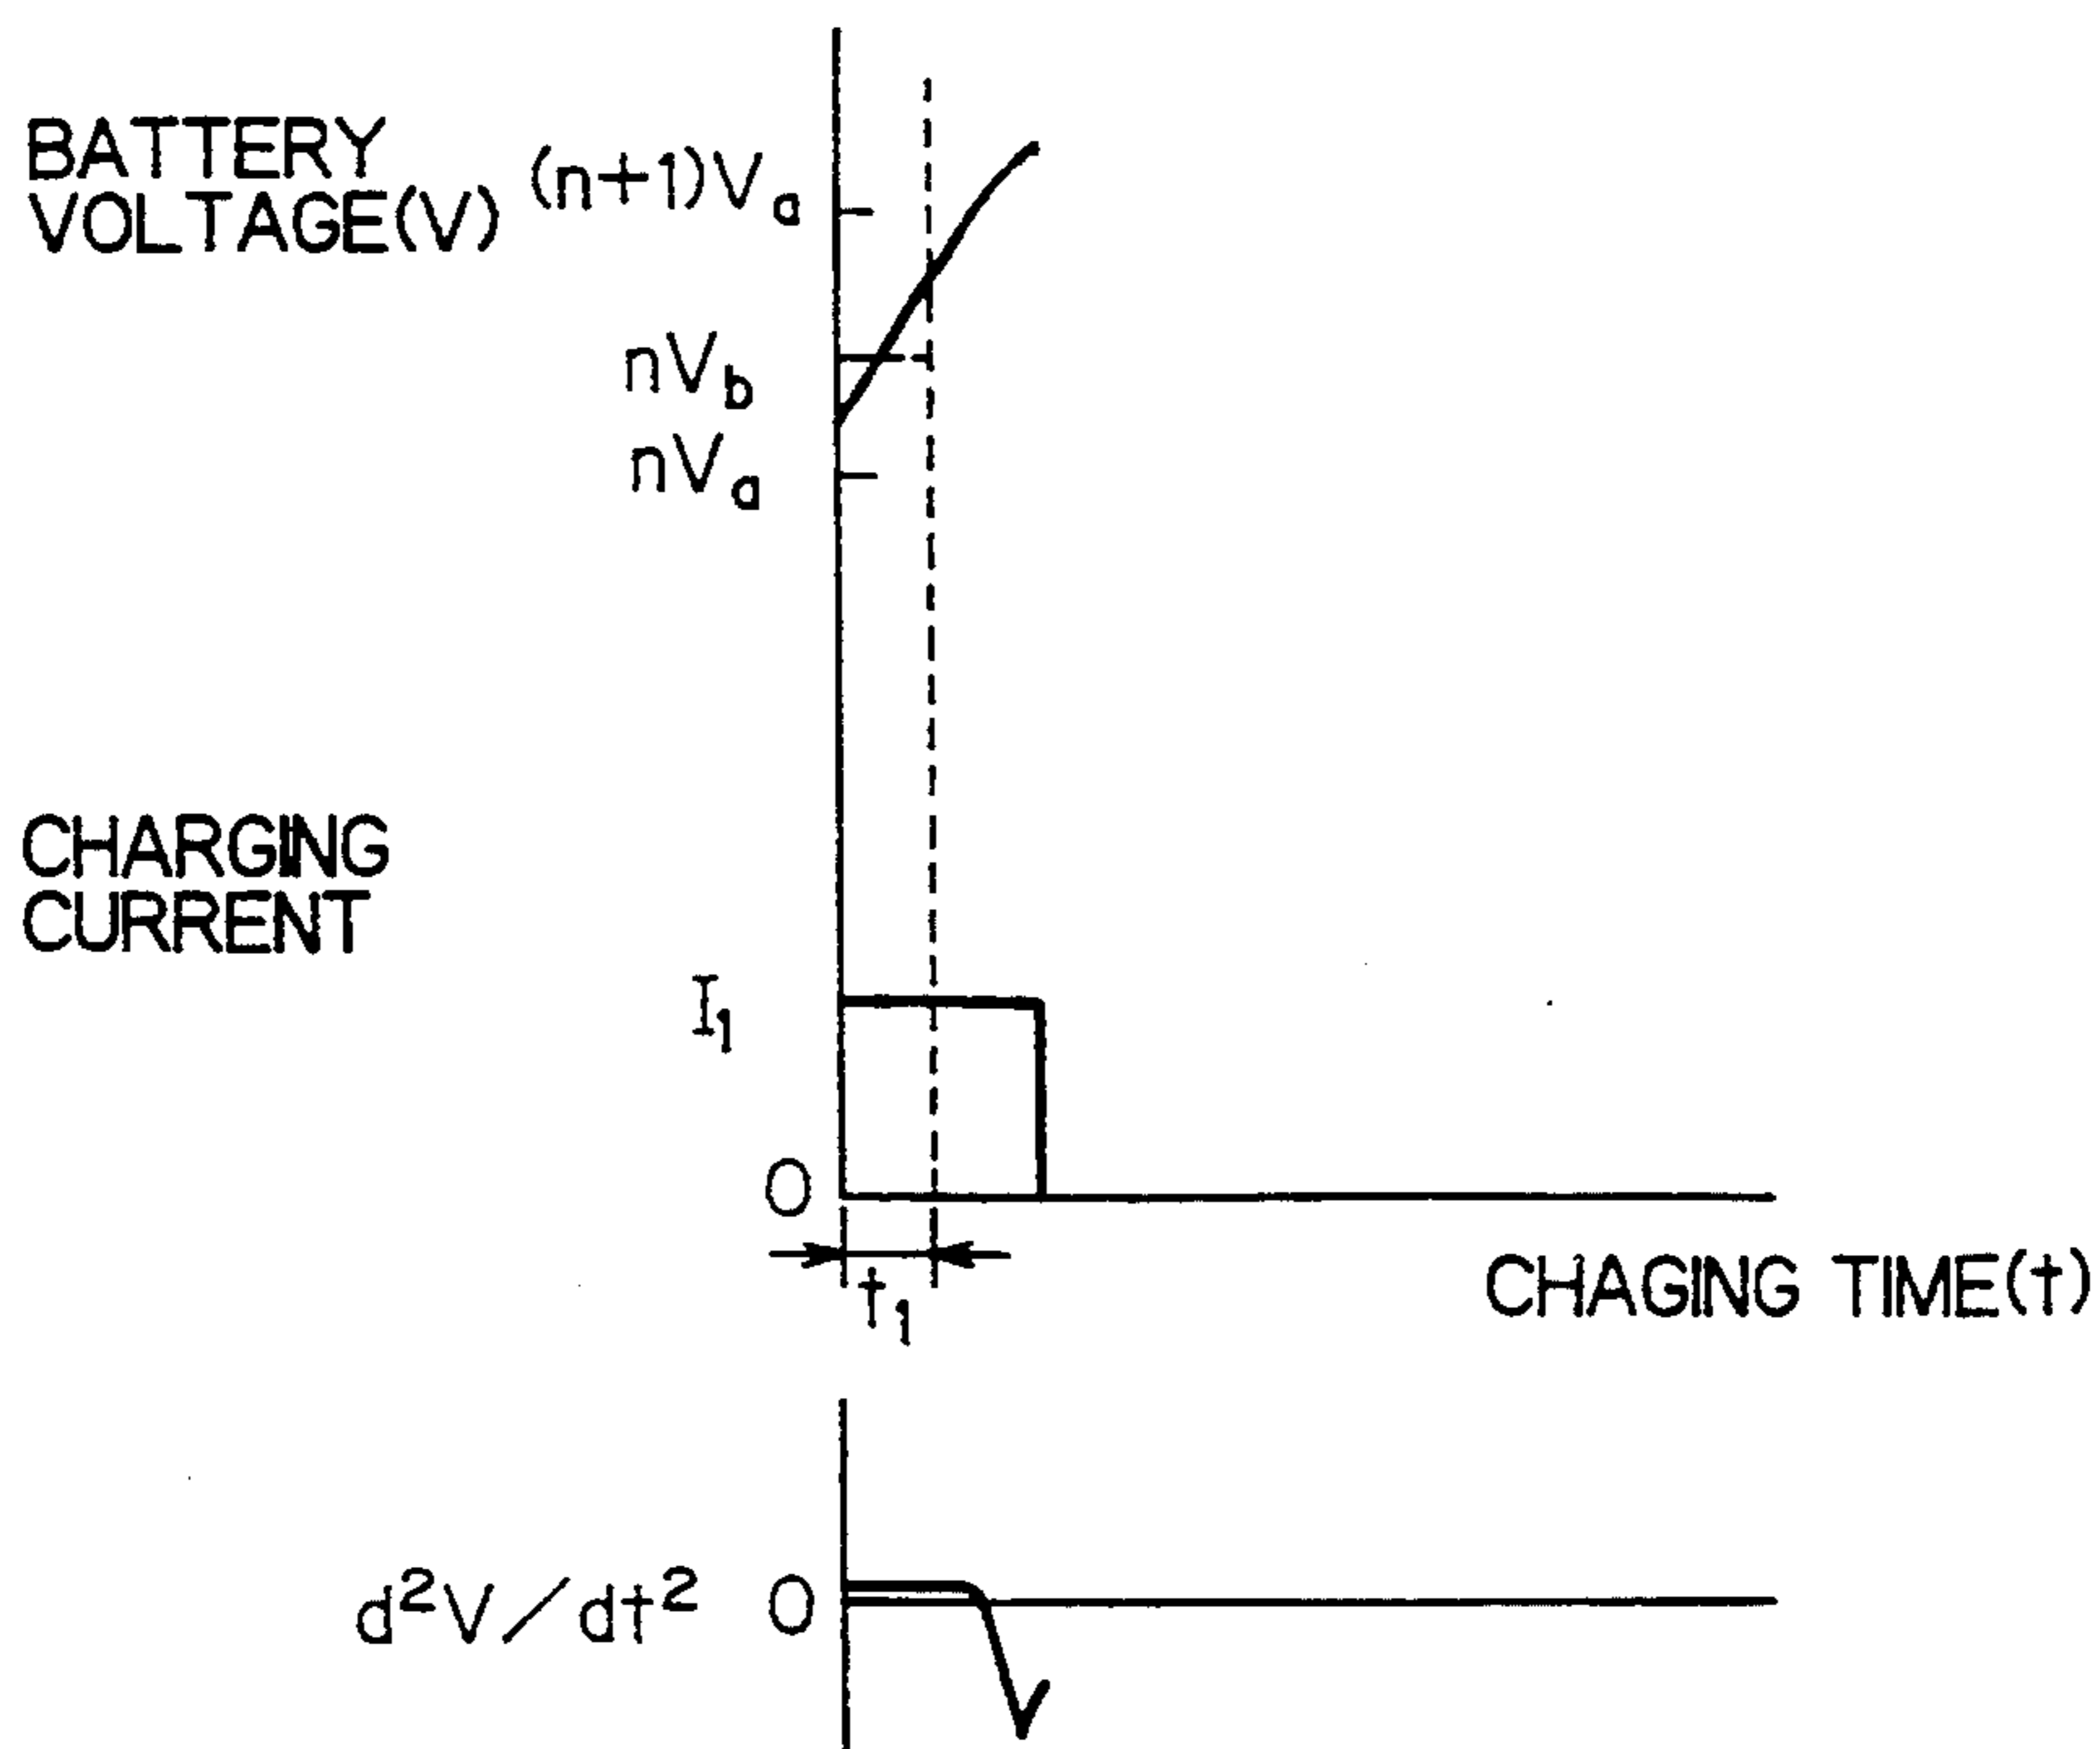 BATTERY
VOLTAGE(V)
(n+1)Va
nVb
nVa
CHARGING
CURRENT
I1
0
t1
CHAGING TIME(t)
d²V/dt²
0